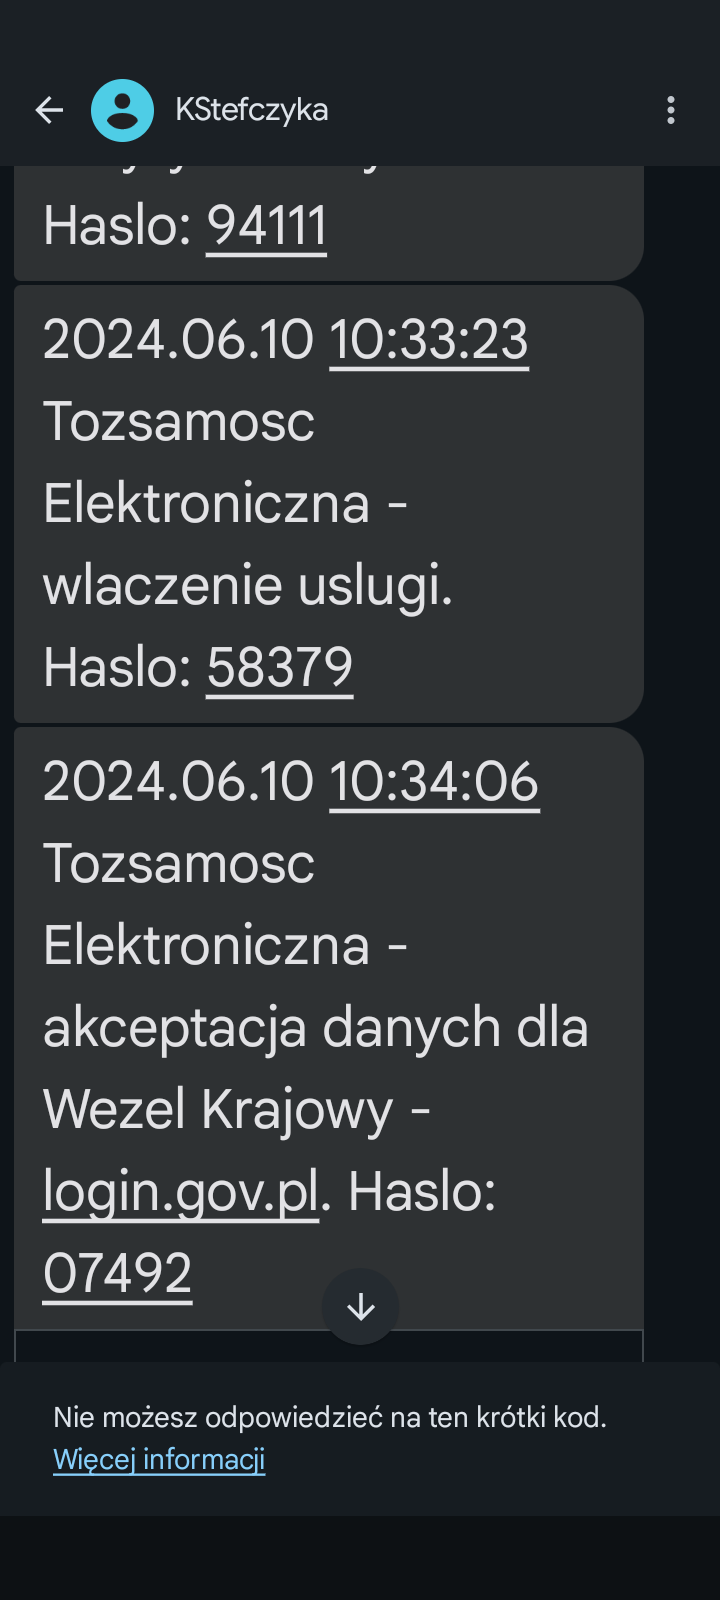 KStefczyka
Haslo: 94111
2024.06.10 10:33:23
Tozsamosc
Elektroniczna -
wlaczenie uslugi.
Haslo: 58379
2024.06.10 10:34:06
Tozsamosc
Elektroniczna -
akceptacja danych dla
Wezel Krajowy -
login.gov.pl. Haslo:
07492
Nie możesz odpowiedzieć na ten krótki kod.
Więcej informacji